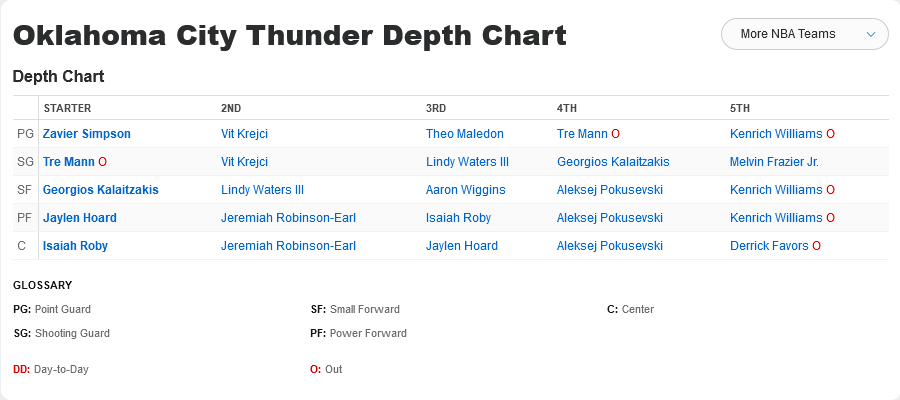 Oklahoma City Thunder Depth Chart
More NBA Teams
Depth Chart
STARTER 2ND 3RD 4TH 5TH
PG Zavier Simpson Vit Krejci Theo Maledon Tre Mann O Kenrich Williams O
SG Tre Mann O Vit Krejci Lindy Waters III Georgios Kalaitzakis Melvin Frazier Jr.
SF Georgios Kalaitzakis Lindy Waters III Aaron Wiggins Aleksej Pokusevski Kenrich Williams O
PF Jaylen Hoard Jeremiah Robinson-Earl Isaiah Roby Aleksej Pokusevski Kenrich Williams O
C Isaiah Roby Jeremiah Robinson-Earl Jaylen Hoard Aleksej Pokusevski Derrick Favors O
GLOSSARY
PG: Point Guard SF: Small Forward C: Center
SG: Shooting Guard PF: Power Forward
DD: Day-to-Day O: Out